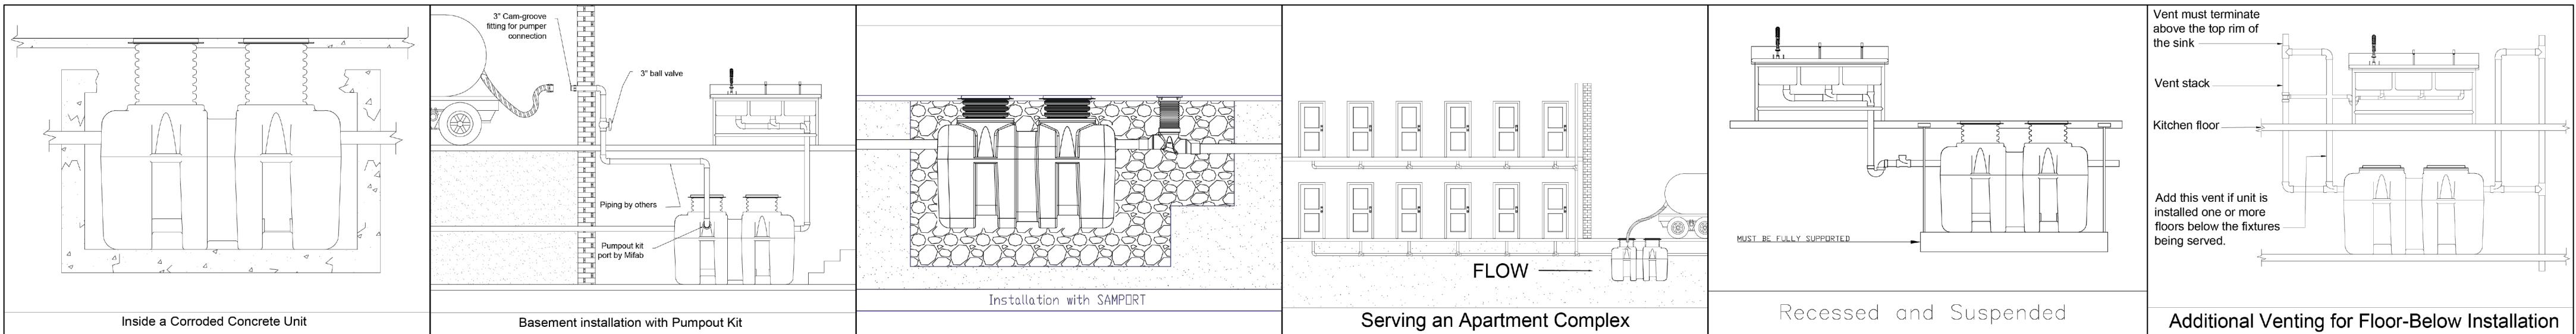 Inside a Corroded Concrete Unit
3" Cam-groove
fitting for pumper
connection
3" ball valve
Piping by others
Pumpout kit
port by Mifab
Basement installation with Pumpout Kit
Installation with SAMPORT
FLOW
Serving an Apartment Complex
MUST BE FULLY SUPPORTED
Recessed and Suspended
Vent must terminate
above the top rim of
the sink
Vent stack
Kitchen floor
Add this vent if unit is
installed one or more
floors below the fixtures
being served.
Additional Venting for Floor-Below Installation